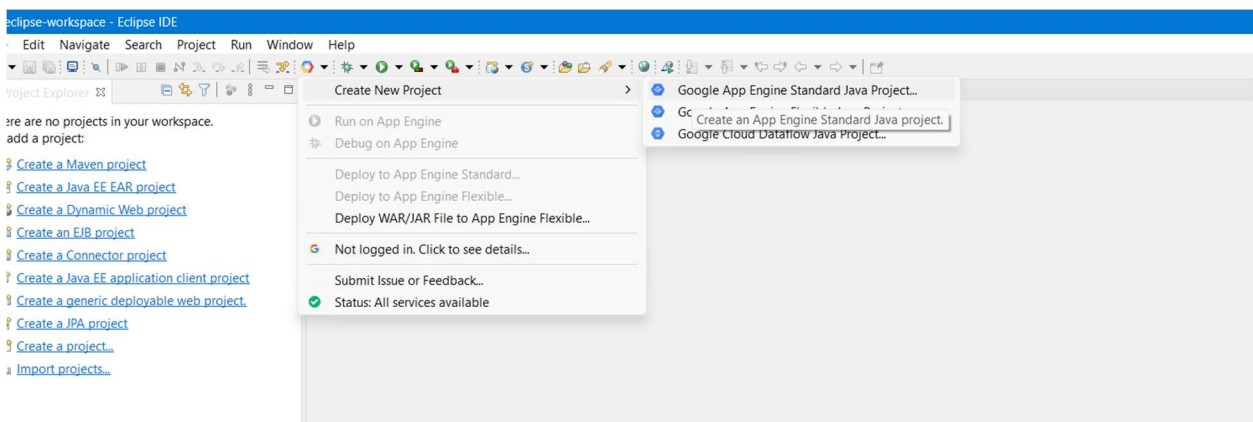 eclipse-workspace - Eclipse IDE
Edit Navigate Search Project Run Window Help
Project Explorer
ere are no projects in your workspace.
add a project:
Create a Maven project
Create a Java EE EAR project
Create a Dynamic Web project
Create an EJB project
Create a Connector project
Create a Java EE application client project
Create a generic deployable web project.
Create a JPA project
Create a project...
Import projects...
Create New Project
Run on App Engine
Debug on App Engine
Deploy to App Engine Standard...
Deploy to App Engine Flexible...
Deploy WAR/JAR File to App Engine Flexible...
Not logged in. Click to see details...
Submit Issue or Feedback...
Status: All services available
Google App Engine Standard Java Project...
Create an App Engine Standard Java project.
Google Cloud Dataflow Java Project...